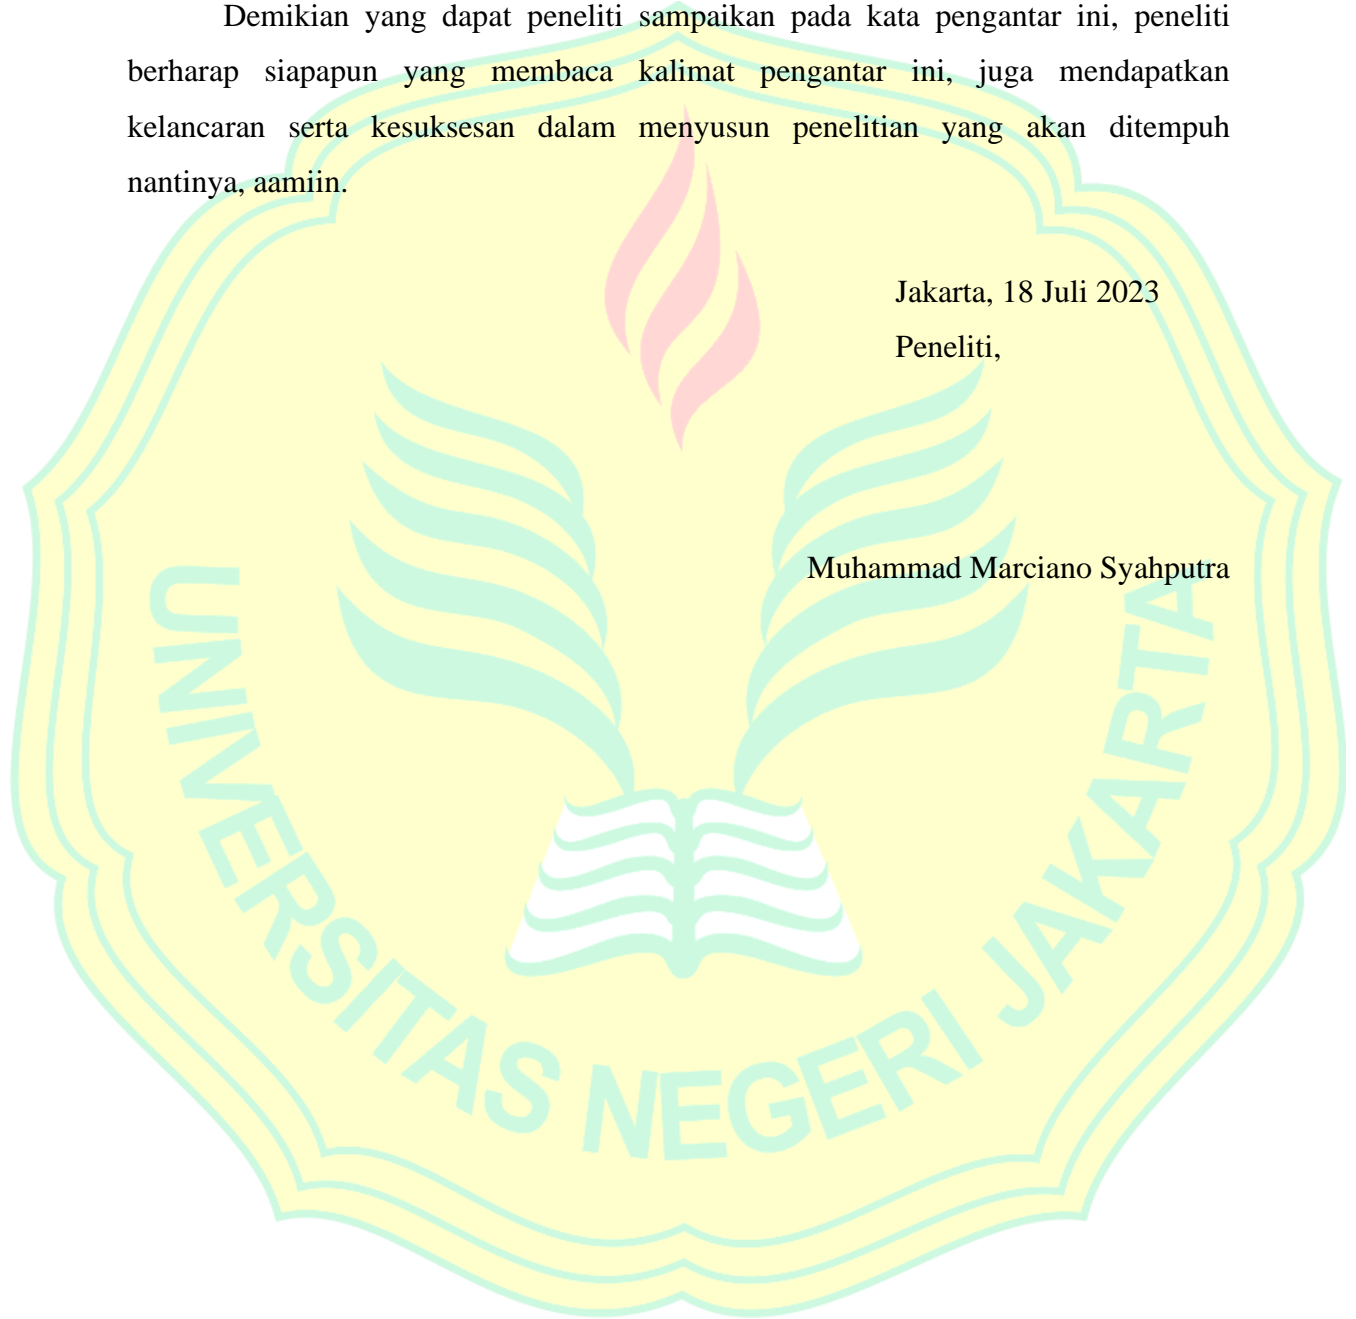 Demikian yang dapat peneliti sampaikan pada kata pengantar ini, peneliti
berharap siapapun yang membaca kalimat pengantar ini, juga mendapatkan
kelancaran serta kesuksesan dalam menyusun penelitian yang akan ditempuh
nantinya, aamiin.
Jakarta, 18 Juli 2023
Peneliti,
Muhammad Marciano Syahputra
UNIVERSITAS NEGERI JAKARTA